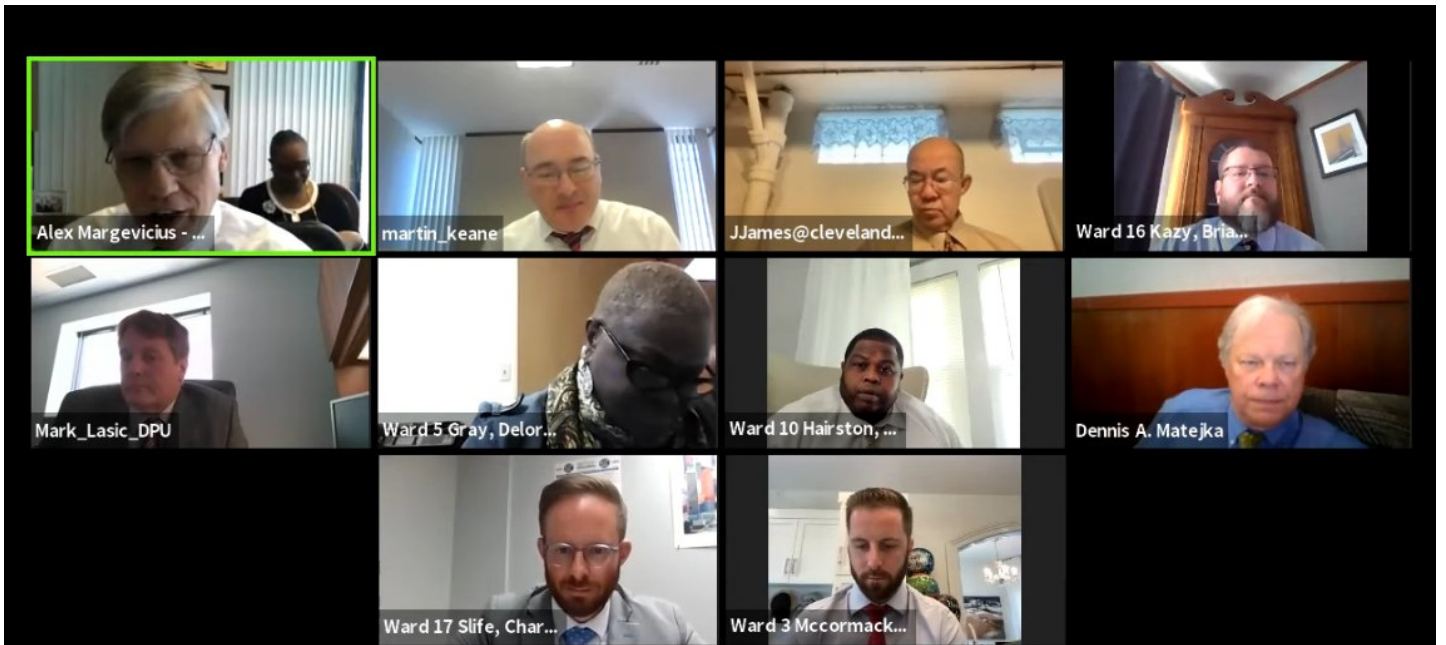 Alex Margevicius - ...
martin_keane
JJames@cleveland...
Ward 16 Kazy, Bria...
Mark_Lasic_DPU
Ward 5 Gray, Delor...
Ward 10 Hairston, ...
Dennis A. Matejka
Ward 17 Slife, Char...
Ward 3 Mccormack...